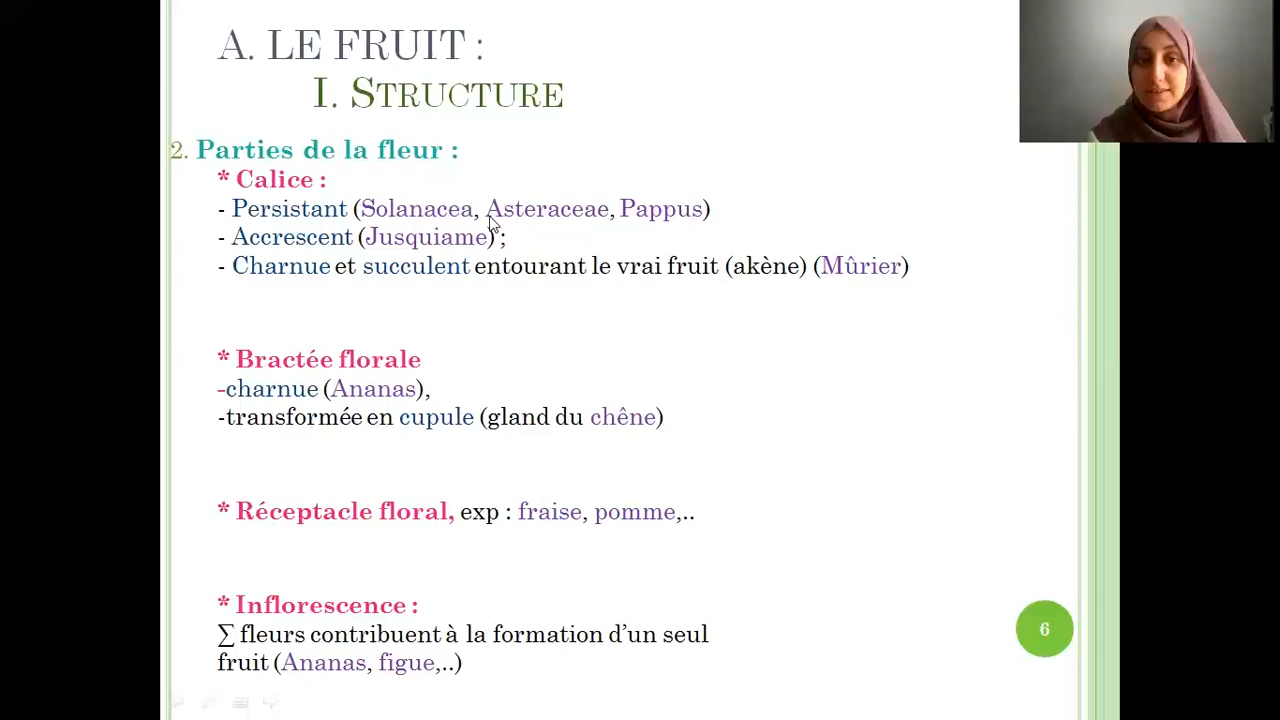 A. LE FRUIT :
I. STRUCTURE
2. Parties de la fleur :
* Calice :
- Persistant (Solanacea, Asteraceae, Pappus)
- Accrescent (Jusquiame) ;
- Charnue et succulent entourant le vrai fruit (akène) (Mûrier)
* Bractée florale
-charnue (Ananas),
-transformée en cupule (gland du chêne)
* Réceptacle floral, exp : fraise, pomme,..
* Inflorescence :
∑ fleurs contribuent à la formation d’un seul
fruit (Ananas, figue,..)
6